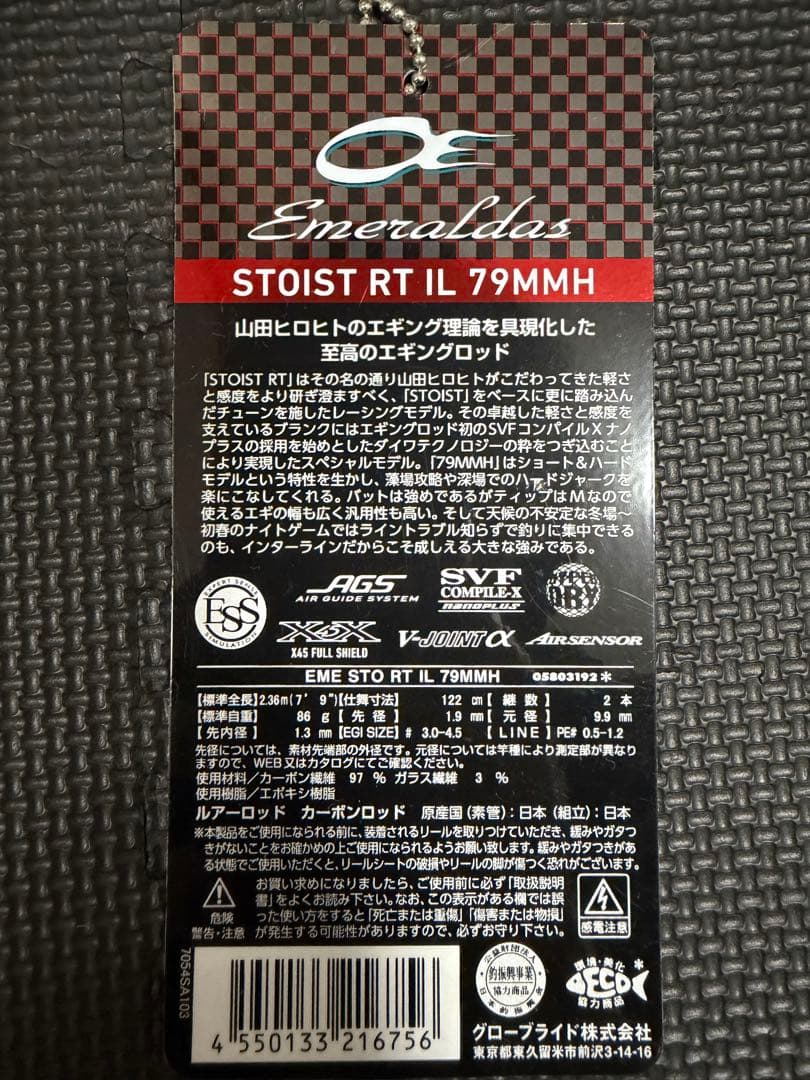 Emeraldas
STOIST RT IL 79MMH
山田ヒロヒトのエギング理論を具現化した
至高のエギングロッド
「STOIST RT」はその名の通り山田ヒロヒトがこだわってきた軽さ
と感度をより研ぎ澄ますべく、「STOIST」をベースに更に踏み込ん
だチューンを施したレーシングモデル。その卓越した軽さと感度を
支えているブランクにはエギングロッド初のSVFコンパイルXナノ
プラスの採用を始めとしたダイワテクノロジーの粋をつぎ込むこと
により実現したスペシャルモデル。「79MMH」はショート&ハード
モデルという特性を生かし、藻場攻略や深場でのハードジャークを
楽にこなしてくれる。バットは強めであるがティップはMなので
使えるエギの幅も広く汎用性も高い。そして天候の不安定な冬場〜
初春のナイトゲームではライントラブル知らずで釣りに集中できる
のも、インターラインだからこそ成しえる大きな強みである。
EXPERT SENSE
ESS
SIMULATION
AGS
AIR GUIDE SYSTEM
SVF
COMPILE-X
nanoplus
DRY
X45X
X45 FULL SHIELD
V-JOINT α
AIRSENSOR
EME STO RT IL 79MMH 05803192*
【標準全長】2.36m(7'9")【仕舞寸法】 122 cm【継数】 2 本
【標準自重】 86 g【先径】 1.9 mm【元径】 9.9 mm
【先内径】 1.3 mm【EGI SIZE】# 3.0-4.5 【LINE】PE# 0.5-1.2
先径については、素材先端部の外径です。元径については竿種により測定部が異なり
ますので、WEB又はカタログにてご確認ください。
使用材料/カーボン繊維 97 % ガラス繊維 3 %
使用樹脂/エポキシ樹脂
ルアーロッド カーボンロッド 原産国(素管):日本(組立):日本
※本製品をご使用になられる前に、装着されるリールを取りつけていただき、緩みやガタつ
きがないことをお確かめの上ご使用になられるようお願い致します。緩みやガタつきがあ
る状態でご使用いただくと、リールシートの破損やリールの脚が傷つく恐れがございます。
危険
警告・注意
お買い求めになりましたら、ご使用前に必ず「取扱説明
書」をよくお読み下さい。なお、この表示がある欄では誤
った使い方をすると「死亡または重傷」「傷害または物損」
が発生する可能性がありますので、必ずお守り下さい。
感電注意
7054SA103
4 550133 216756
公益財団法人
釣振興事業
協力商品
日本釣振興会
環境・美化
ECO
協力商品
グローブライド株式会社
東京都東久留米市前沢3-14-16